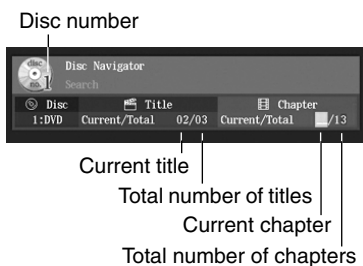 Disc number
disc
no.
1
Disc Navigator
Search
Disc Title Chapter
1:DVD Current/Total 02/03 Current/Total __/13
Current title
Total number of titles
Current chapter
Total number of chapters